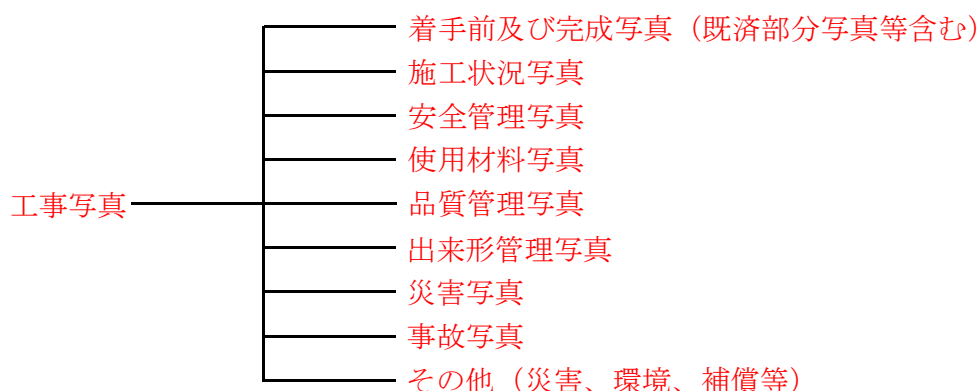 着手前及び完成写真（既済部分写真等含む）
施工状況写真
安全管理写真
使用材料写真
工事写真
品質管理写真
出来形管理写真
災害写真
事故写真
その他（災害、環境、補償等）